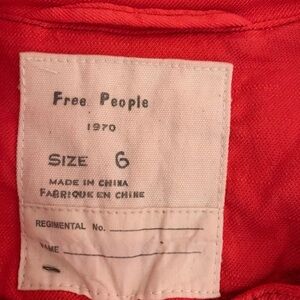 Free People
1970
SIZE 6
MADE IN CHINA
FABRIQUE EN CHINE
REGIMENTAL No.
NAME